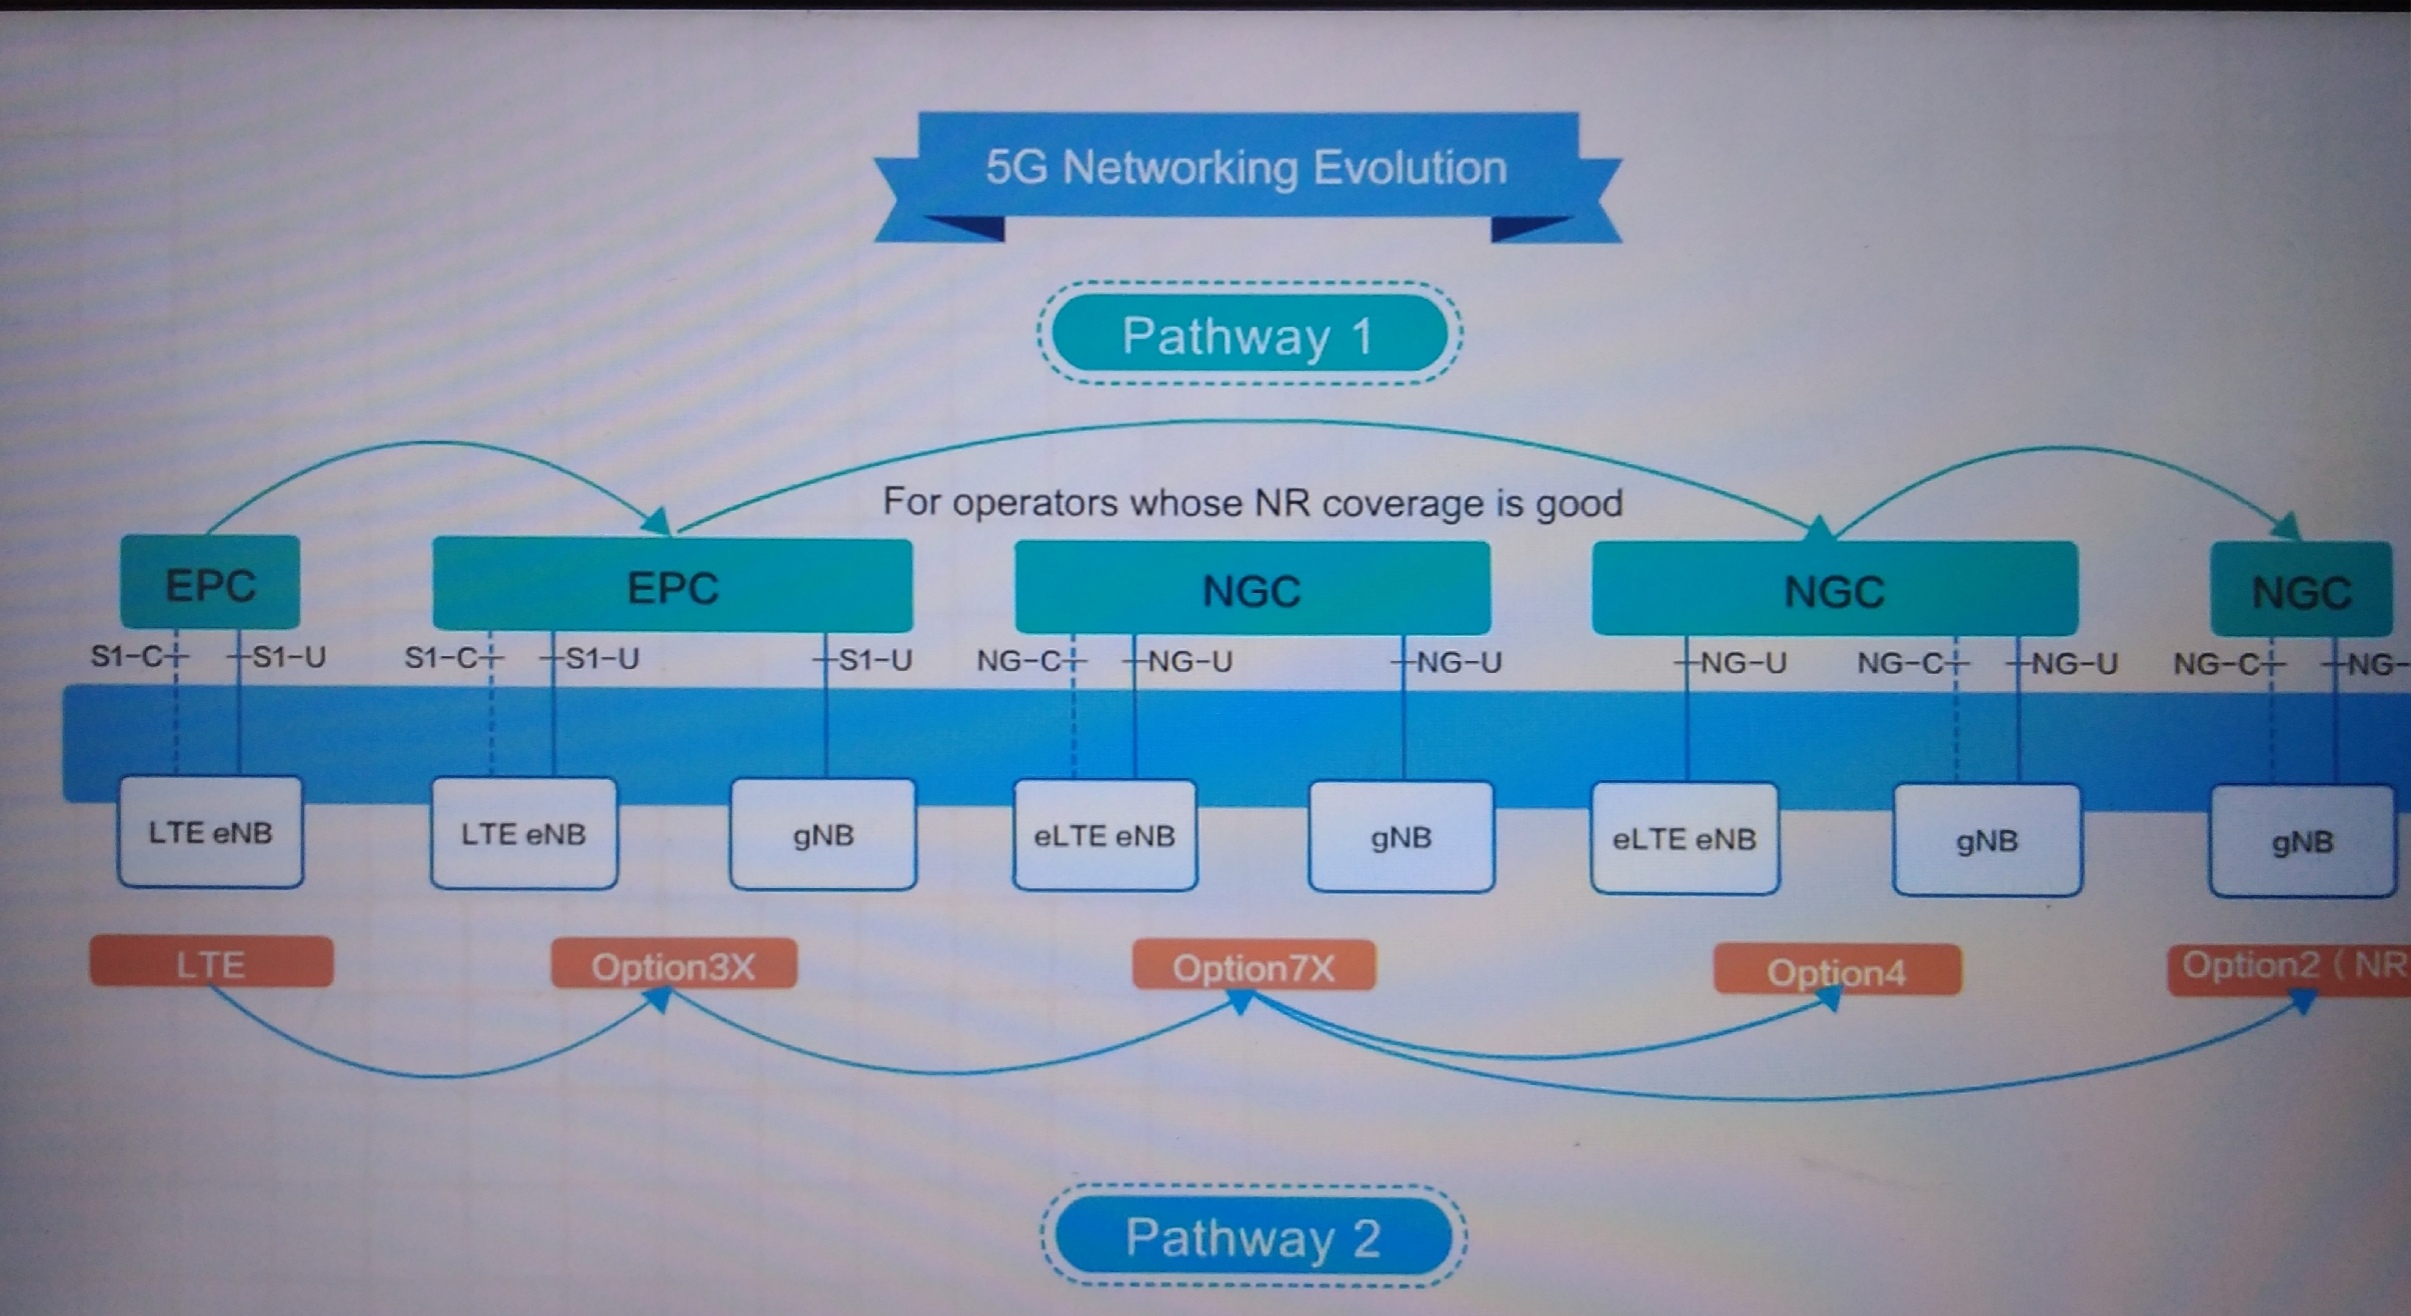 5G Networking Evolution
Pathway 1
For operators whose NR coverage is good
EPC EPC NGC NGC NGC
S1-C S1-U S1-C S1-U S1-U NG-C NG-U NG-U NG-U NG-C NG-U NG-C NG-
LTE eNB LTE eNB gNB eLTE eNB gNB eLTE eNB gNB gNB
LTE Option3X Option7X Option4 Option2 ( NR
Pathway 2